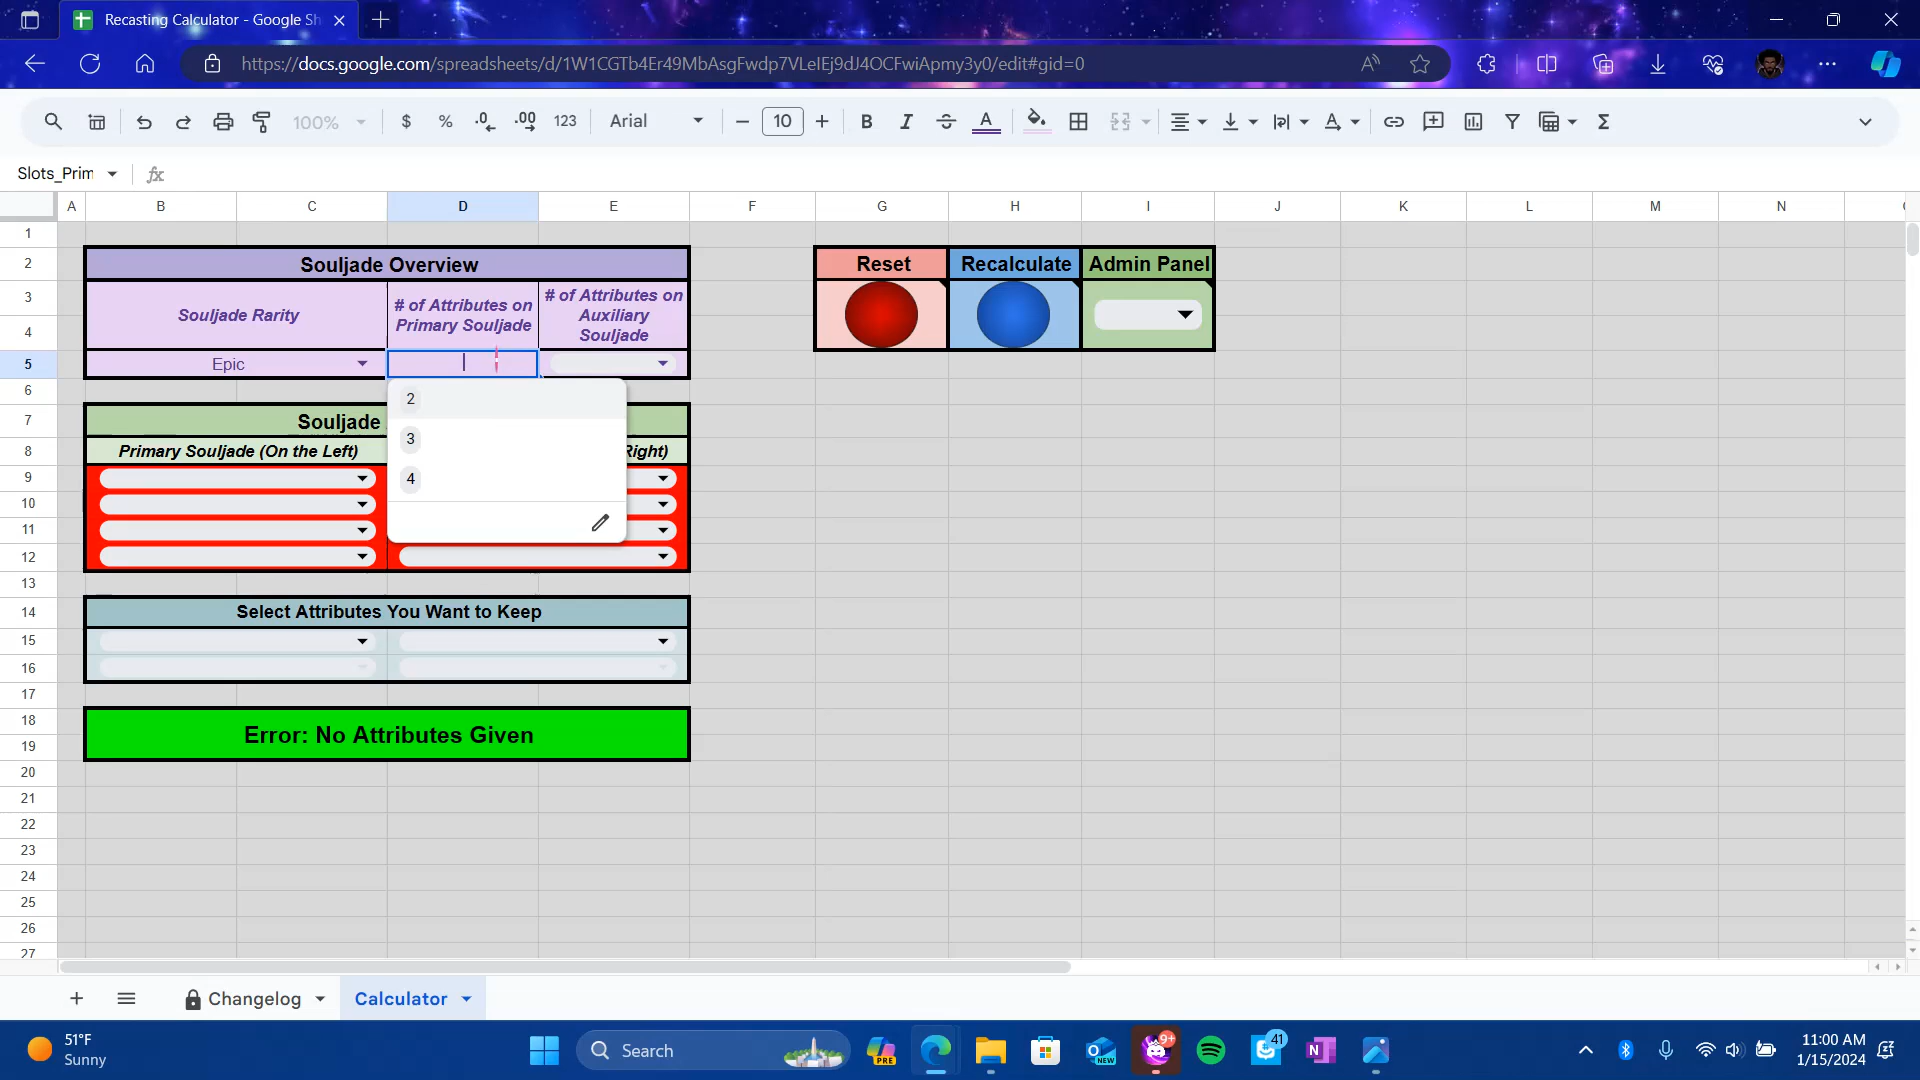 Recasting Calculator - Google Sh
https://docs.google.com/spreadsheets/d/1W1CGTb4Er49MbAsgFwdp7VLeIEj9dJ4OCFwiApmy3y0/edit#gid=0
100% $ % .0 .00 123 Arial 10 B I A
Slots_Prim fx
A B C D E F G H I J K L M N
1
2 Souljade Overview Reset Recalculate Admin Panel
3 Souljade Rarity # of Attributes on Primary Souljade # of Attributes on Auxiliary Souljade
4
5 Epic
6 2
7 Souljade 3
8 Primary Souljade (On the Left) Right)
9 4
10
11
12
13
14 Select Attributes You Want to Keep
15
16
17
18 Error: No Attributes Given
19
20
21
22
23
24
25
26
27
Changelog Calculator
51°F
Sunny
Search
PRE
NEW
9+
41
11:00 AM
1/15/2024